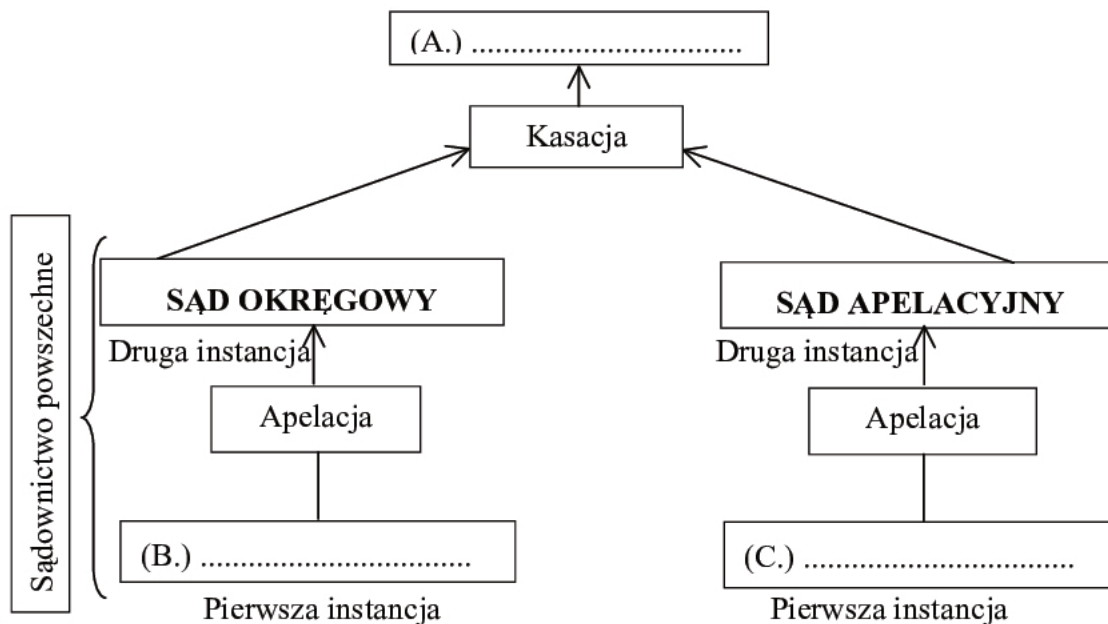 (A.) ..................................
Kasacja
Sądownictwo powszechne
SĄD OKRĘGOWY
SĄD APELACYJNY
Druga instancja
Druga instancja
Apelacja
Apelacja
(B.) ..................................
(C.) ..................................
Pierwsza instancja
Pierwsza instancja